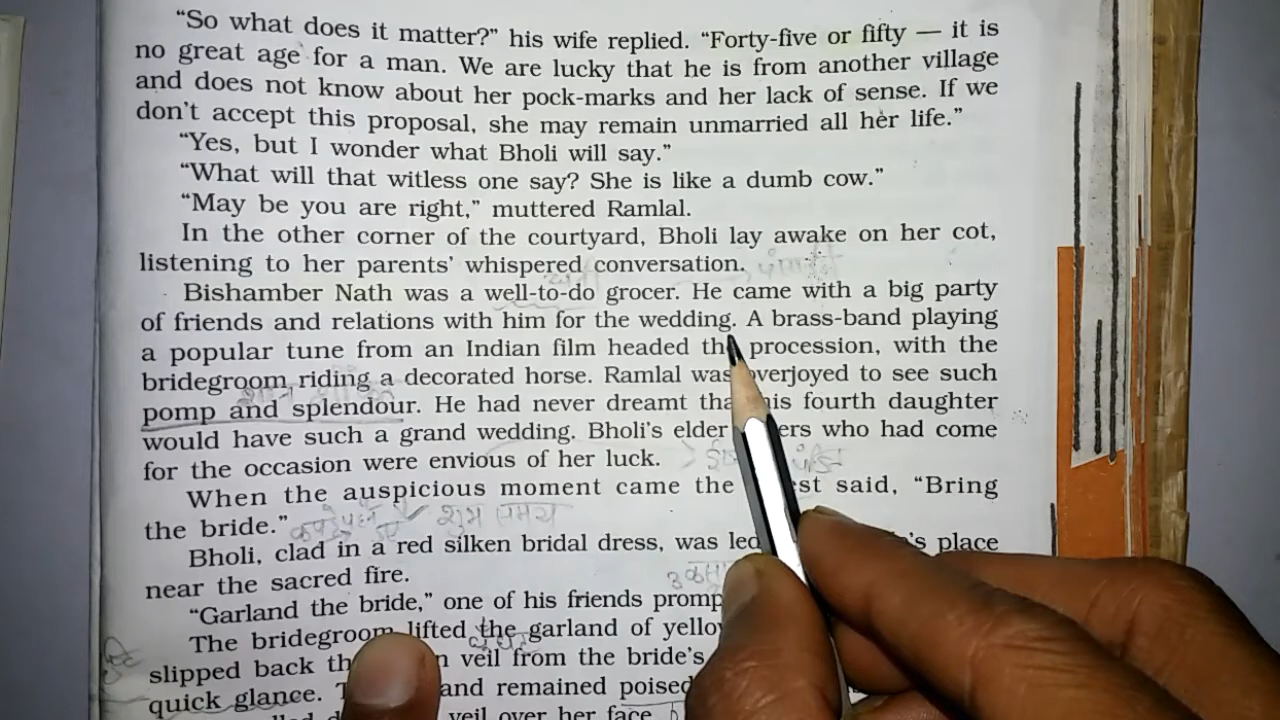 “So what does it matter?” his wife replied. “Forty-five or fifty — it is
no great age for a man. We are lucky that he is from another village
and does not know about her pock-marks and her lack of sense. If we
don’t accept this proposal, she may remain unmarried all her life.”
“Yes, but I wonder what Bholi will say.”
“What will that witless one say? She is like a dumb cow.”
“May be you are right,” muttered Ramlal.
In the other corner of the courtyard, Bholi lay awake on her cot,
listening to her parents’ whispered conversation.
Bishamber Nath was a well-to-do grocer. He came with a big party
of friends and relations with him for the wedding. A brass-band playing
a popular tune from an Indian film headed the procession, with the
bridegroom riding a decorated horse. Ramlal was overjoyed to see such
pomp and splendour. He had never dreamt his fourth daughter
would have such a grand wedding. Bholi’s elder who had come
for the occasion were envious of her luck.
When the auspicious moment came the said, “Bring
the bride.”
शुभ समय
Bholi, clad in a red silken bridal dress, was led place
near the sacred fire.
“Garland the bride,” one of his friends
The bridegroom lifted the garland of
slipped back veil from the bride’s
quick glance. remained poised
veil over her face